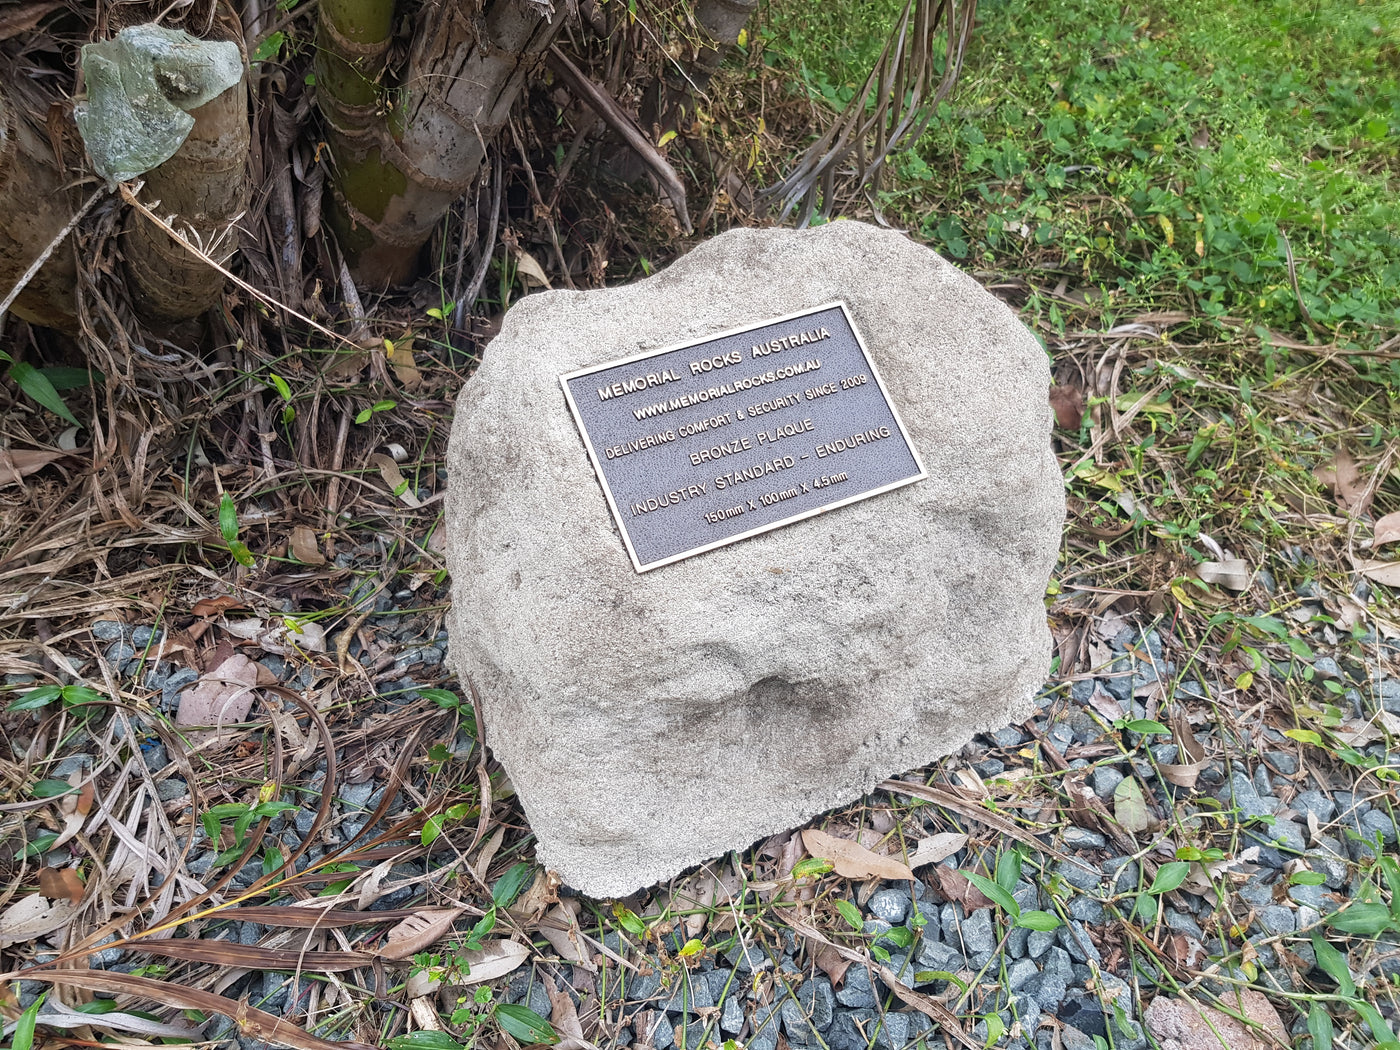 MEMORIAL ROCKS AUSTRALIA
WWW.MEMORIALROCKS.COM.AU
DELIVERING COMFORT & SECURITY SINCE 2009
BRONZE PLAQUE
INDUSTRY STANDARD - ENDURING
150mm X 100mm X 4.5mm